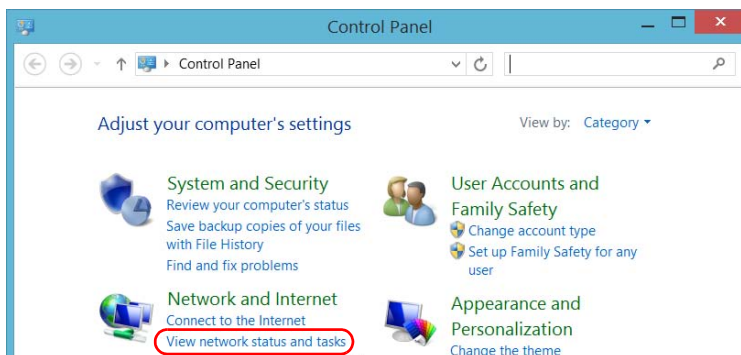 Control Panel
Control Panel
Adjust your computer's settings
View by: Category
System and Security
Review your computer's status
Save backup copies of your files
with File History
Find and fix problems
Network and Internet
Connect to the Internet
View network status and tasks
User Accounts and
Family Safety
Change account type
Set up Family Safety for any
user
Appearance and
Personalization
Change the theme